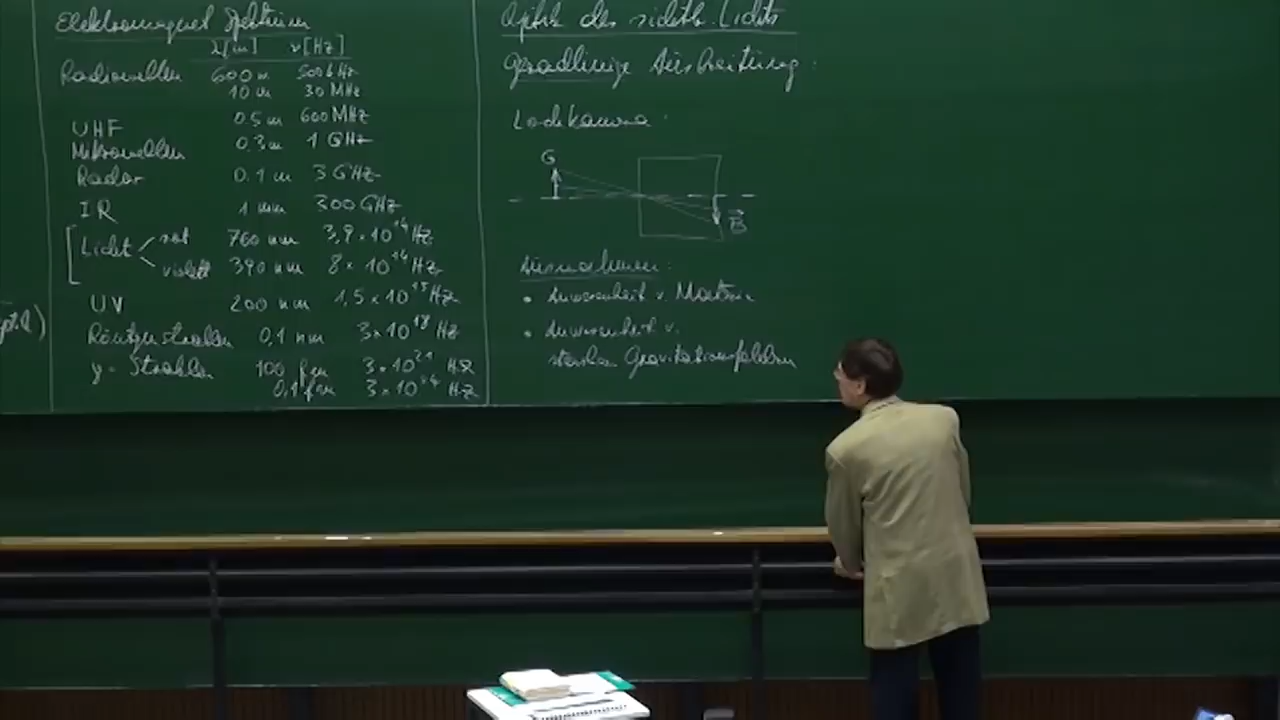 Elektromagnet Spektrum
λ[m] ν[Hz]
Radiowellen 600 m 500 kHz
10 m 30 MHz
UHF 0.5 m 600 MHz
Mikrowellen 0.3 m 1 GHz
Radar 0.1 m 3 GHz
IR 1 mm 300 GHz
Licht rot 760 nm 3,9 × 10¹⁴ Hz
violett 390 nm 8 × 10¹⁴ Hz
UV 200 nm 1,5 × 10¹⁵ Hz
Röntgenstrahlen 0,1 nm 3 × 10¹⁸ Hz
γ- Strahlen 100 fm 3 × 10²¹ Hz
0,1 fm 3 × 10²⁴ Hz
Optik des sichtb. Lichts
geradlinige Ausbreitung:
Lochkamera:
G
B
Ausnahmen:
• Anwesenheit v. Materie
• Anwesenheit v.
starken Gravitationsfeldern